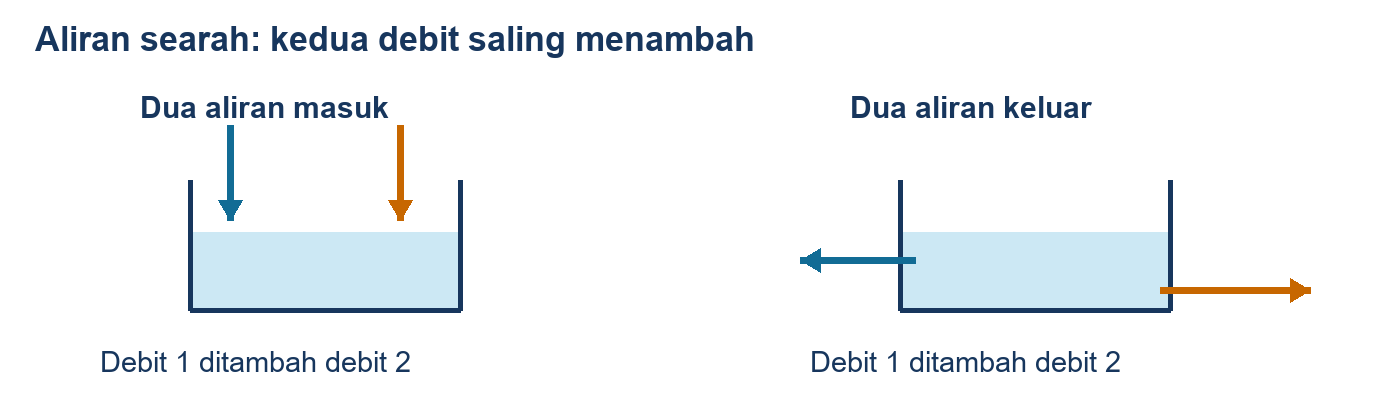 Aliran searah: kedua debit saling menambah
Dua aliran masuk
Dua aliran keluar
Debit 1 ditambah debit 2
Debit 1 ditambah debit 2